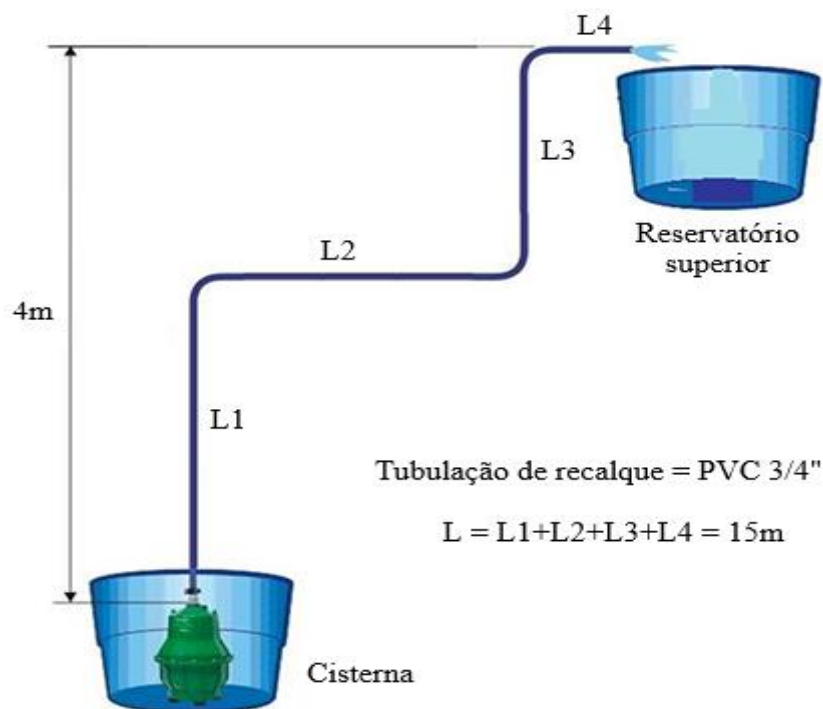 L4
L3
Reservatório
superior
L2
4m
L1
Tubulação de recalque = PVC 3/4"
L = L1+L2+L3+L4 = 15m
Cisterna